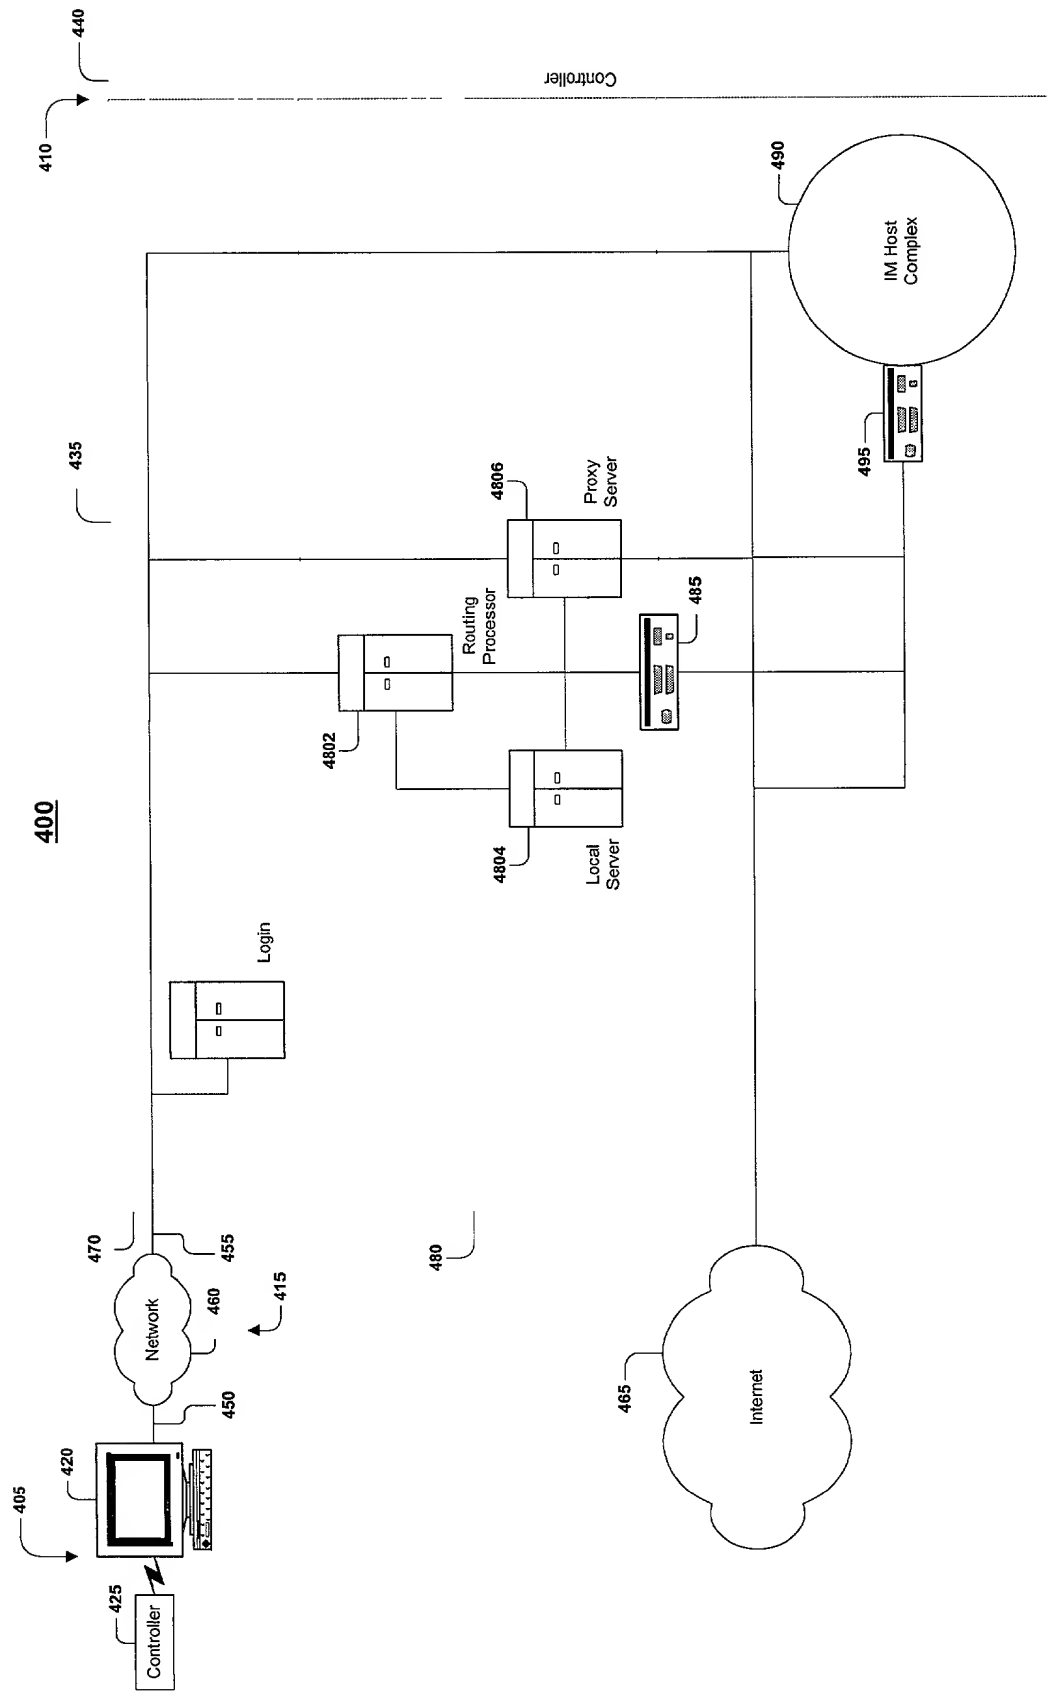 400
405
420
425
Controller
450
Network
460
415
455
470
Login
435
410
440
Controller
480
4802
Routing
Processor
4804
Local
Server
4806
Proxy
Server
485
465
Internet
490
IM Host
Complex
495